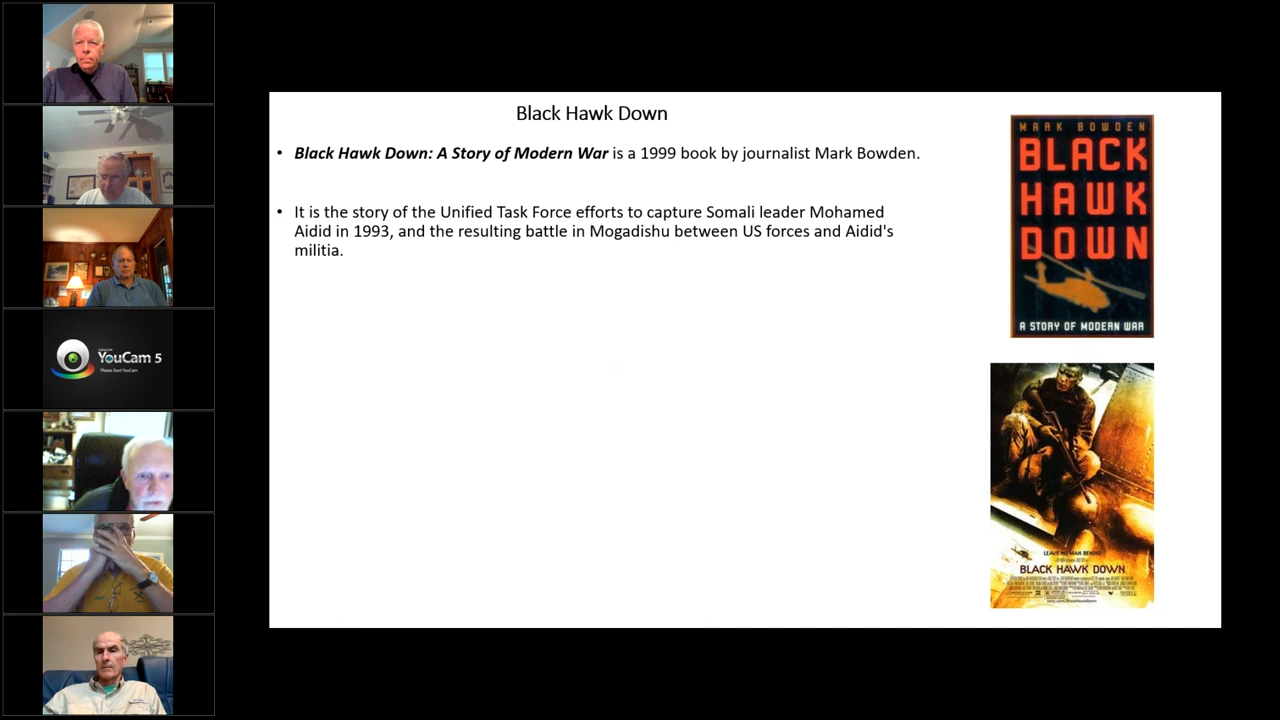 YouCam 5
Please Start YouCam
Black Hawk Down
• Black Hawk Down: A Story of Modern War is a 1999 book by journalist Mark Bowden.
• It is the story of the Unified Task Force efforts to capture Somali leader Mohamed
Aidid in 1993, and the resulting battle in Mogadishu between US forces and Aidid's
militia.
MARK BOWDEN
BLACK
HAWK
DOWN
A STORY OF MODERN WAR
LEAVE NO MAN BEHIND
BLACK HAWK DOWN